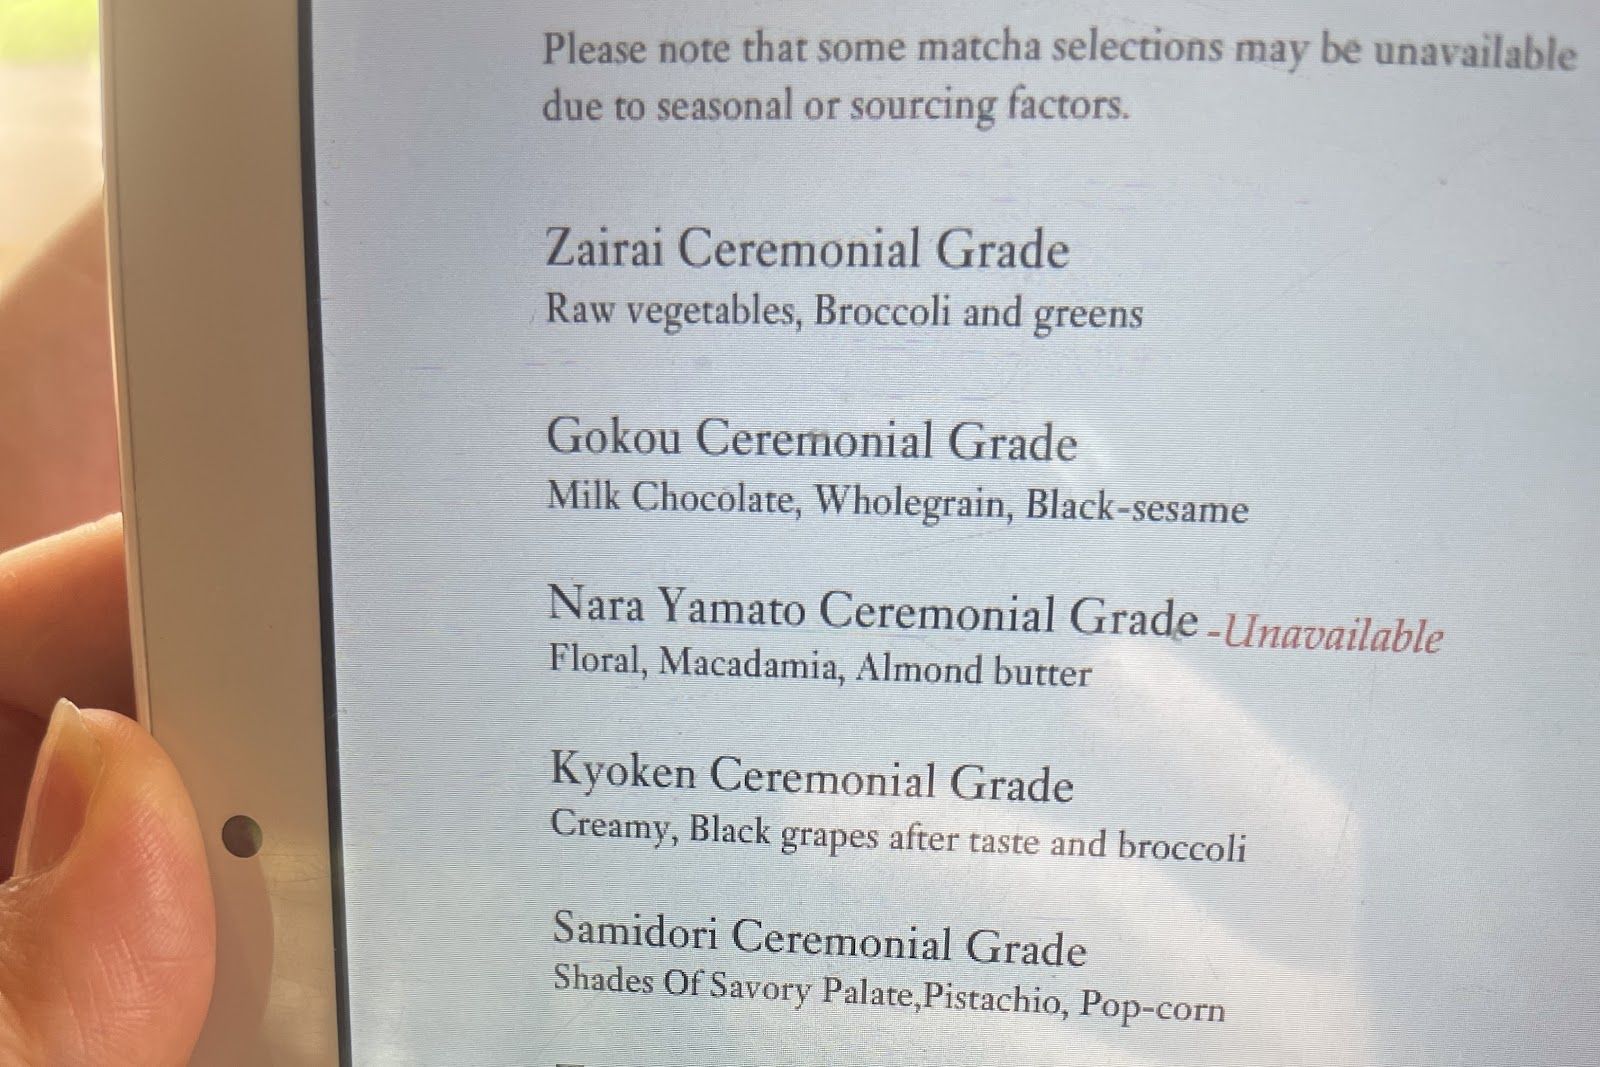 Please note that some matcha selections may be unavailable
due to seasonal or sourcing factors.
Zairai Ceremonial Grade
Raw vegetables, Broccoli and greens
Gokou Ceremonial Grade
Milk Chocolate, Wholegrain, Black-sesame
Nara Yamato Ceremonial Grade -Unavailable
Floral, Macadamia, Almond butter
Kyoken Ceremonial Grade
Creamy, Black grapes after taste and broccoli
Samidori Ceremonial Grade
Shades Of Savory Palate,Pistachio, Pop-corn